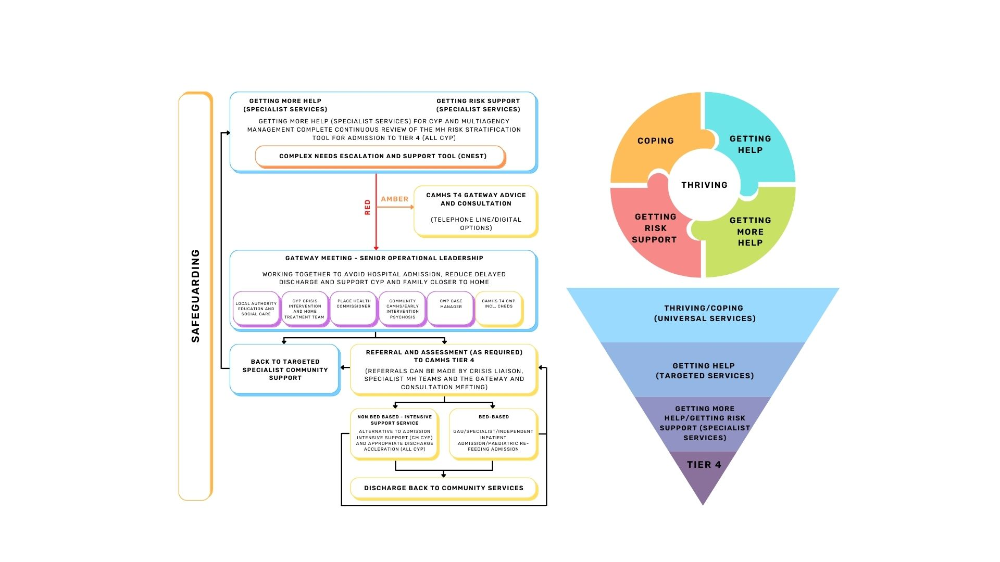 SAFEGUARDING
GETTING MORE HELP
(SPECIALIST SERVICES)
GETTING RISK SUPPORT
(SPECIALIST SERVICES)
GETTING MORE HELP (SPECIALIST SERVICES) FOR CYP AND MULTIAGENCY
MANAGEMENT COMPLETE CONTINUOUS REVIEW OF THE MH RISK STRATIFICATION
TOOL FOR ADMISSION TO TIER 4 (ALL CYP)
COMPLEX NEEDS ESCALATION AND SUPPORT TOOL (CNEST)
RED
AMBER
CAMHS T4 GATEWAY ADVICE
AND CONSULTATION
(TELEPHONE LINE/DIGITAL
OPTIONS)
GATEWAY MEETING - SENIOR OPERATIONAL LEADERSHIP
WORKING TOGETHER TO AVOID HOSPITAL ADMISSION, REDUCE DELAYED
DISCHARGE AND SUPPORT CYP AND FAMILY CLOSER TO HOME
LOCAL AUTHORITY
EDUCATION AND
SOCIAL CARE
CYP CRISIS
INTERVENTION
AND HOME
TREATMENT TEAM
PLACE HEALTH
COMMISSIONER
COMMUNITY
CAMHS/EARLY
INTERVENTION
PSYCHOSIS
CWP CASE
MANAGER
CAMHS T4 CWP
INCL. CHEDS
BACK TO TARGETED
SPECIALIST COMMUNITY
SUPPORT
REFERRAL AND ASSESSMENT (AS REQUIRED)
TO CAMHS TIER 4
(REFERRALS CAN BE MADE BY CRISIS LIAISON,
SPECIALIST MH TEAMS AND THE GATEWAY AND
CONSULTATION MEETING)
NON BED BASED - INTENSIVE
SUPPORT SERVICE
ALTERNATIVE TO ADMISSION
INTENSIVE SUPPORT (CM CYP)
AND APPROPRIATE DISCHARGE
ACCLERATION (ALL CYP)
BED-BASED
GAU/SPECIALIST/INDEPENDENT
INPATIENT
ADMISSION/PAEDIATRIC RE-
FEEDING ADMISSION
DISCHARGE BACK TO COMMUNITY SERVICES
COPING
GETTING
HELP
THRIVING
GETTING
RISK
SUPPORT
GETTING
MORE
HELP
THRIVING/COPING
(UNIVERSAL SERVICES)
GETTING HELP
(TARGETED SERVICES)
GETTING MORE
HELP/GETTING RISK
SUPPORT (SPECIALIST
SERVICES)
TIER 4